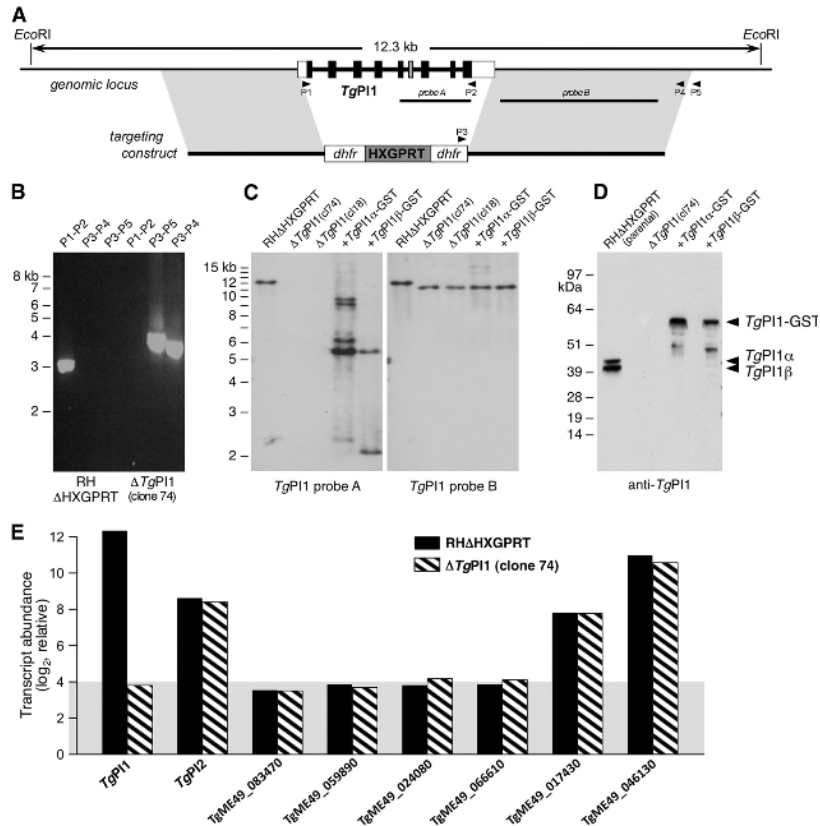 A
EcoRI 12.3 kb EcoRI
genomic locus
P1 TgPI1 probe A P2 probe B P4 P5
P3
targeting construct
dhfr HXGPRT dhfr
B
P1-P2
P3-P4
P3-P5
P1-P2
P3-P5
P3-P4
8 kb
7
6
5
4
3
2
RH ΔHXGPRT
ΔTgPI1 (clone 74)
C
RHΔHXGPRT
ΔTgPI1(cl74)
ΔTgPI1(cl18)
+TgPI1α-GST
+TgPI1β-GST
RHΔHXGPRT
ΔTgPI1(cl74)
ΔTgPI1(cl18)
+TgPI1α-GST
+TgPI1β-GST
15 kb
12
10
8
6
5
4
3
2
TgPI1 probe A
TgPI1 probe B
D
RHΔHXGPRT (parental)
ΔTgPI1(cl74)
+TgPI1α-GST
+TgPI1β-GST
97
kDa
64
51
39
28
19
14
TgPI1-GST
TgPI1α
TgPI1β
anti-TgPI1
E
Transcript abundance
(log2, relative)
12
10
8
6
4
2
0
RHΔHXGPRT
ΔTgPI1 (clone 74)
TgPI1
TgPI2
TgME49_083470
TgME49_059890
TgME49_024080
TgME49_066610
TgME49_017430
TgME49_046130